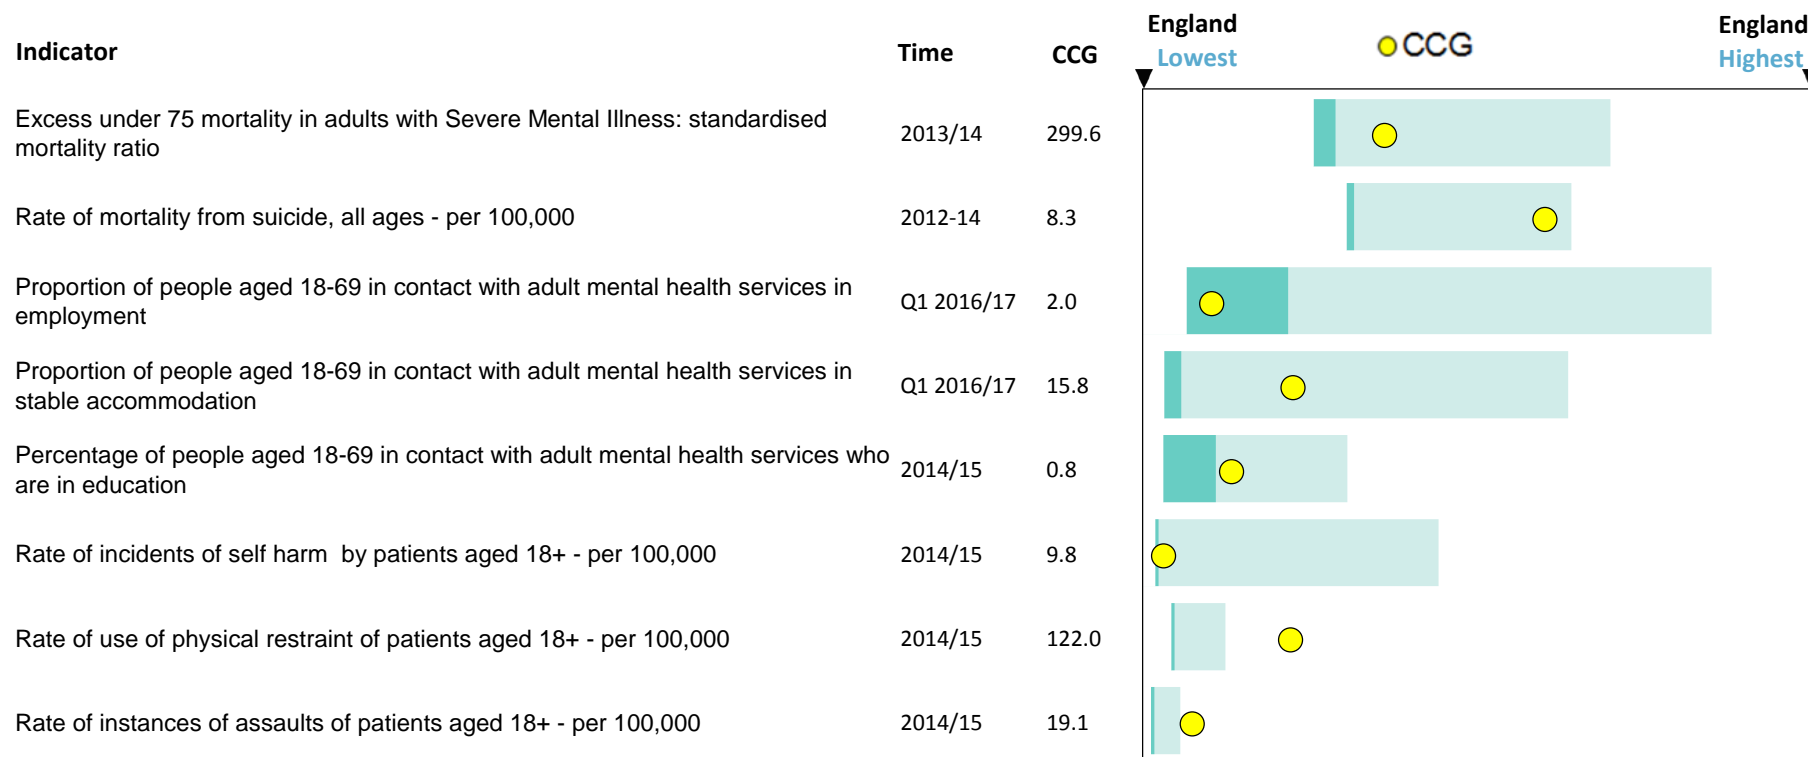 Indicator Time CCG England Lowest CCG England Highest
Excess under 75 mortality in adults with Severe Mental Illness: standardised
mortality ratio
2013/14 299.6
Rate of mortality from suicide, all ages - per 100,000 2012-14 8.3
Proportion of people aged 18-69 in contact with adult mental health services in
employment
Q1 2016/17 2.0
Proportion of people aged 18-69 in contact with adult mental health services in
stable accommodation
Q1 2016/17 15.8
Percentage of people aged 18-69 in contact with adult mental health services who
are in education
2014/15 0.8
Rate of incidents of self harm  by patients aged 18+ - per 100,000 2014/15 9.8
Rate of use of physical restraint of patients aged 18+ - per 100,000 2014/15 122.0
Rate of instances of assaults of patients aged 18+ - per 100,000 2014/15 19.1